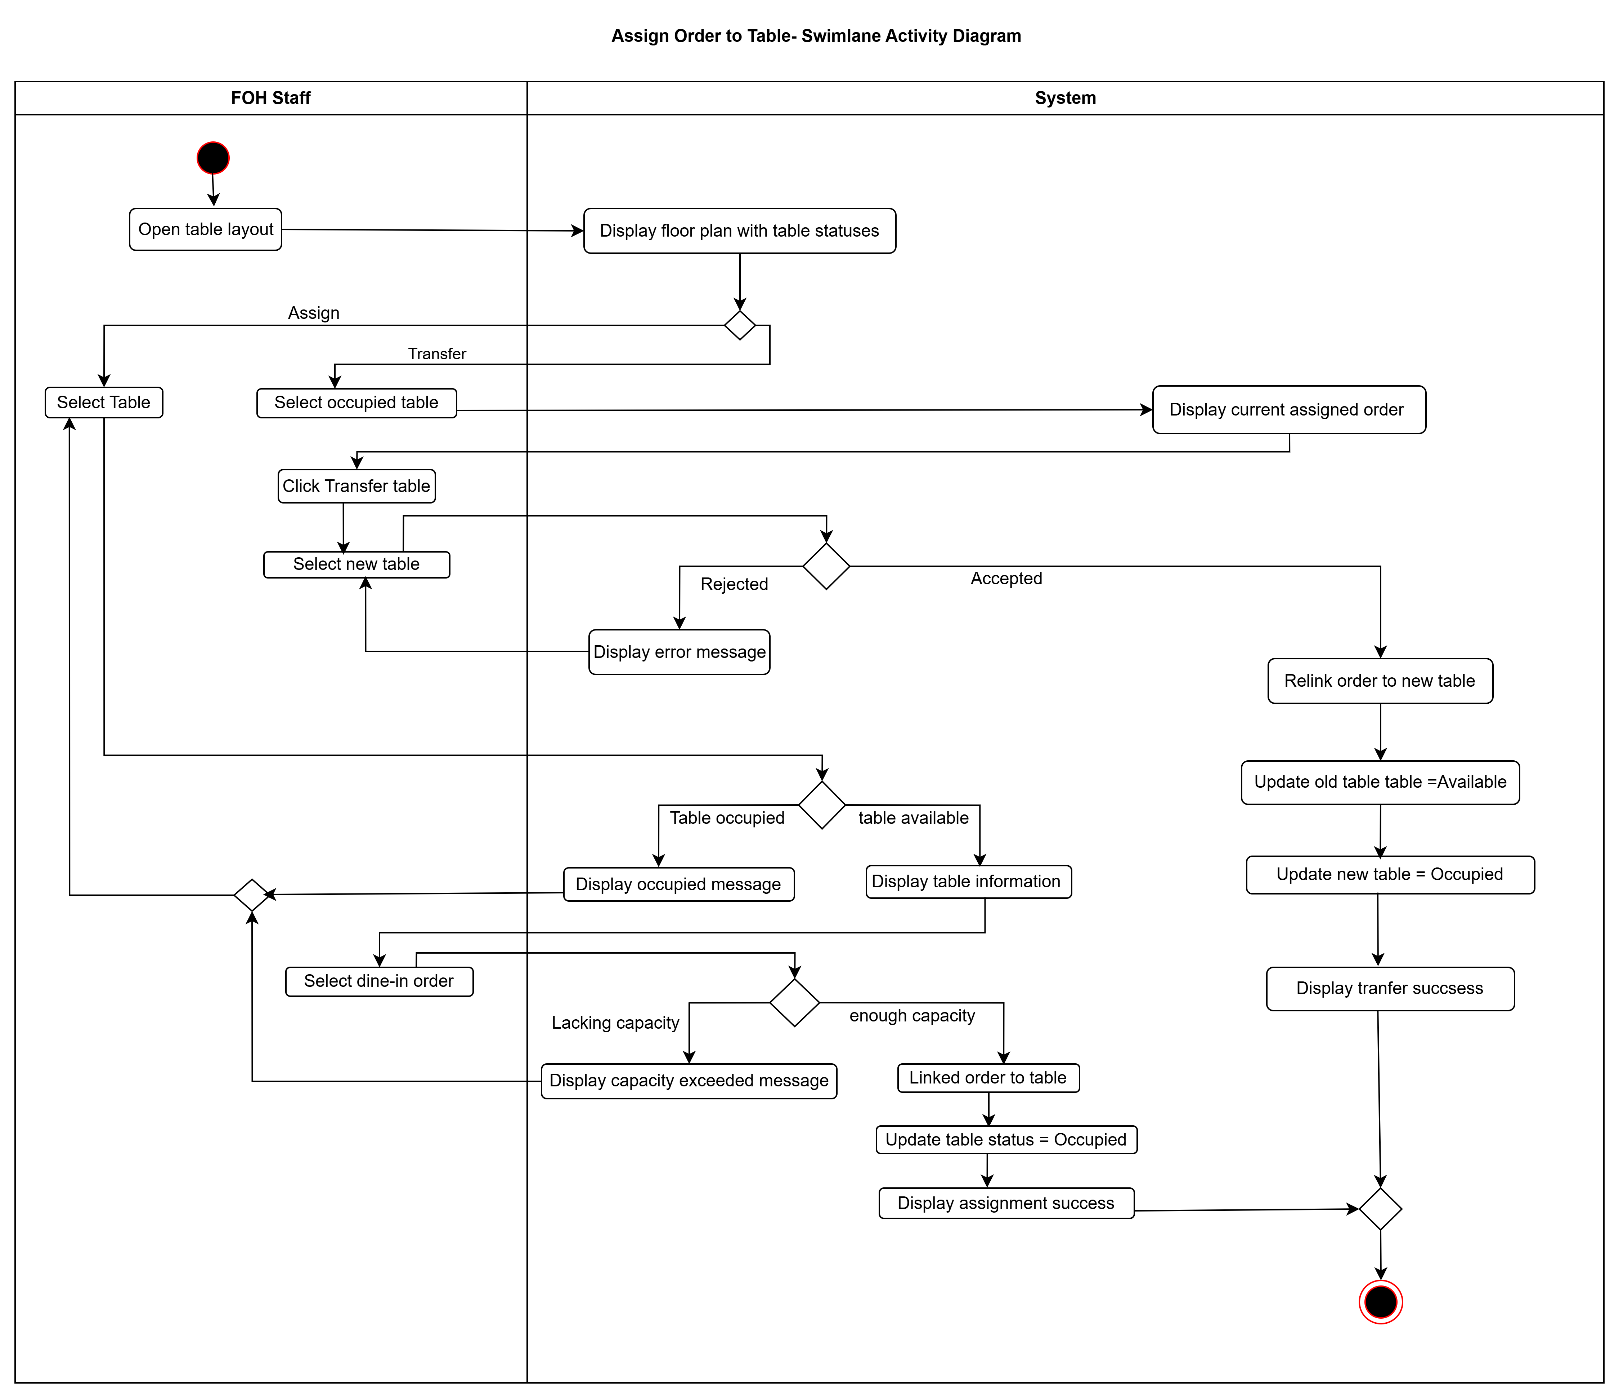 Assign Order to Table- Swimlane Activity Diagram
FOH Staff
System
Open table layout
Display floor plan with table statuses
Assign
Transfer
Select Table
Select occupied table
Display current assigned order
Click Transfer table
Select new table
Rejected
Accepted
Display error message
Relink order to new table
Update old table table =Available
Table occupied
table available
Display occupied message
Display table information
Update new table = Occupied
Select dine-in order
Display tranfer succsess
Lacking capacity
enough capacity
Display capacity exceeded message
Linked order to table
Update table status = Occupied
Display assignment success